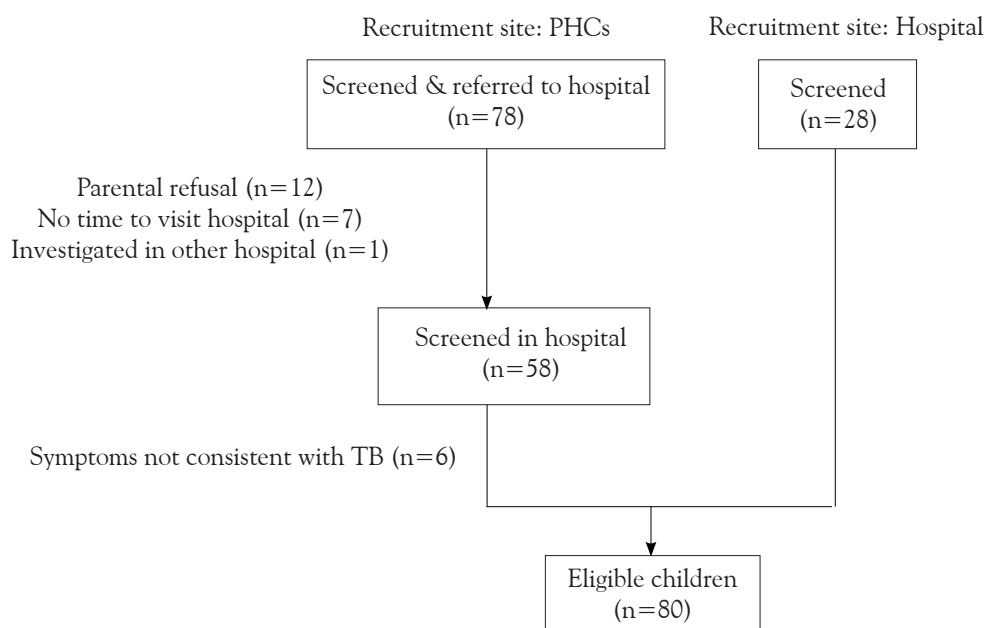 Recruitment site: PHCs
Recruitment site: Hospital
Screened & referred to hospital
(n=78)
Screened
(n=28)
Parental refusal (n=12)
No time to visit hospital (n=7)
Investigated in other hospital (n=1)
Screened in hospital
(n=58)
Symptoms not consistent with TB (n=6)
Eligible children
(n=80)